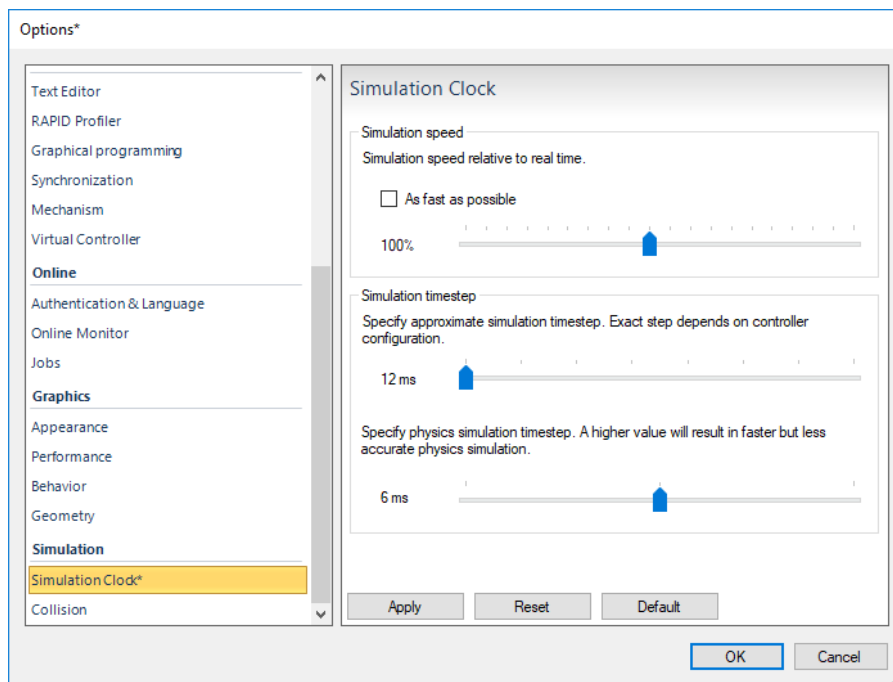 Options*
Text Editor
RAPID Profiler
Graphical programming
Synchronization
Mechanism
Virtual Controller
Online
Authentication & Language
Online Monitor
Jobs
Graphics
Appearance
Performance
Behavior
Geometry
Simulation
Simulation Clock*
Collision
Simulation Clock
Simulation speed
Simulation speed relative to real time.
As fast as possible
100%
Simulation timestep
Specify approximate simulation timestep. Exact step depends on controller
configuration.
12 ms
Specify physics simulation timestep. A higher value will result in faster but less
accurate physics simulation.
6 ms
Apply
Reset
Default
OK
Cancel